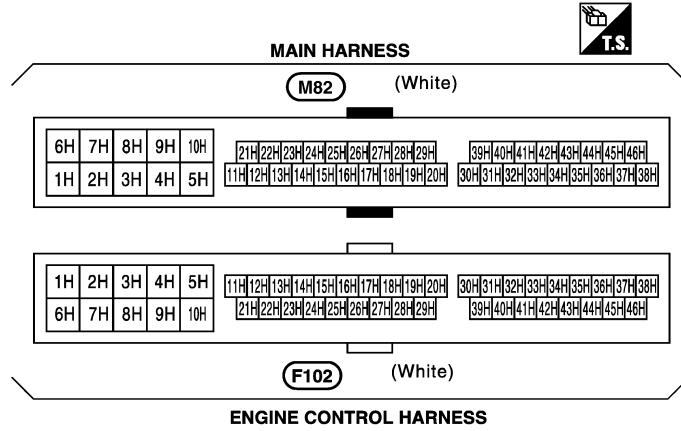 T.S.
MAIN HARNESS
M82 (White)
6H 7H 8H 9H 10H 21H 22H 23H 24H 25H 26H 27H 28H 29H 39H 40H 41H 42H 43H 44H 45H 46H
1H 2H 3H 4H 5H 11H 12H 13H 14H 15H 16H 17H 18H 19H 20H 30H 31H 32H 33H 34H 35H 36H 37H 38H
1H 2H 3H 4H 5H 11H 12H 13H 14H 15H 16H 17H 18H 19H 20H 30H 31H 32H 33H 34H 35H 36H 37H 38H
6H 7H 8H 9H 10H 21H 22H 23H 24H 25H 26H 27H 28H 29H 39H 40H 41H 42H 43H 44H 45H 46H
F102 (White)
ENGINE CONTROL HARNESS